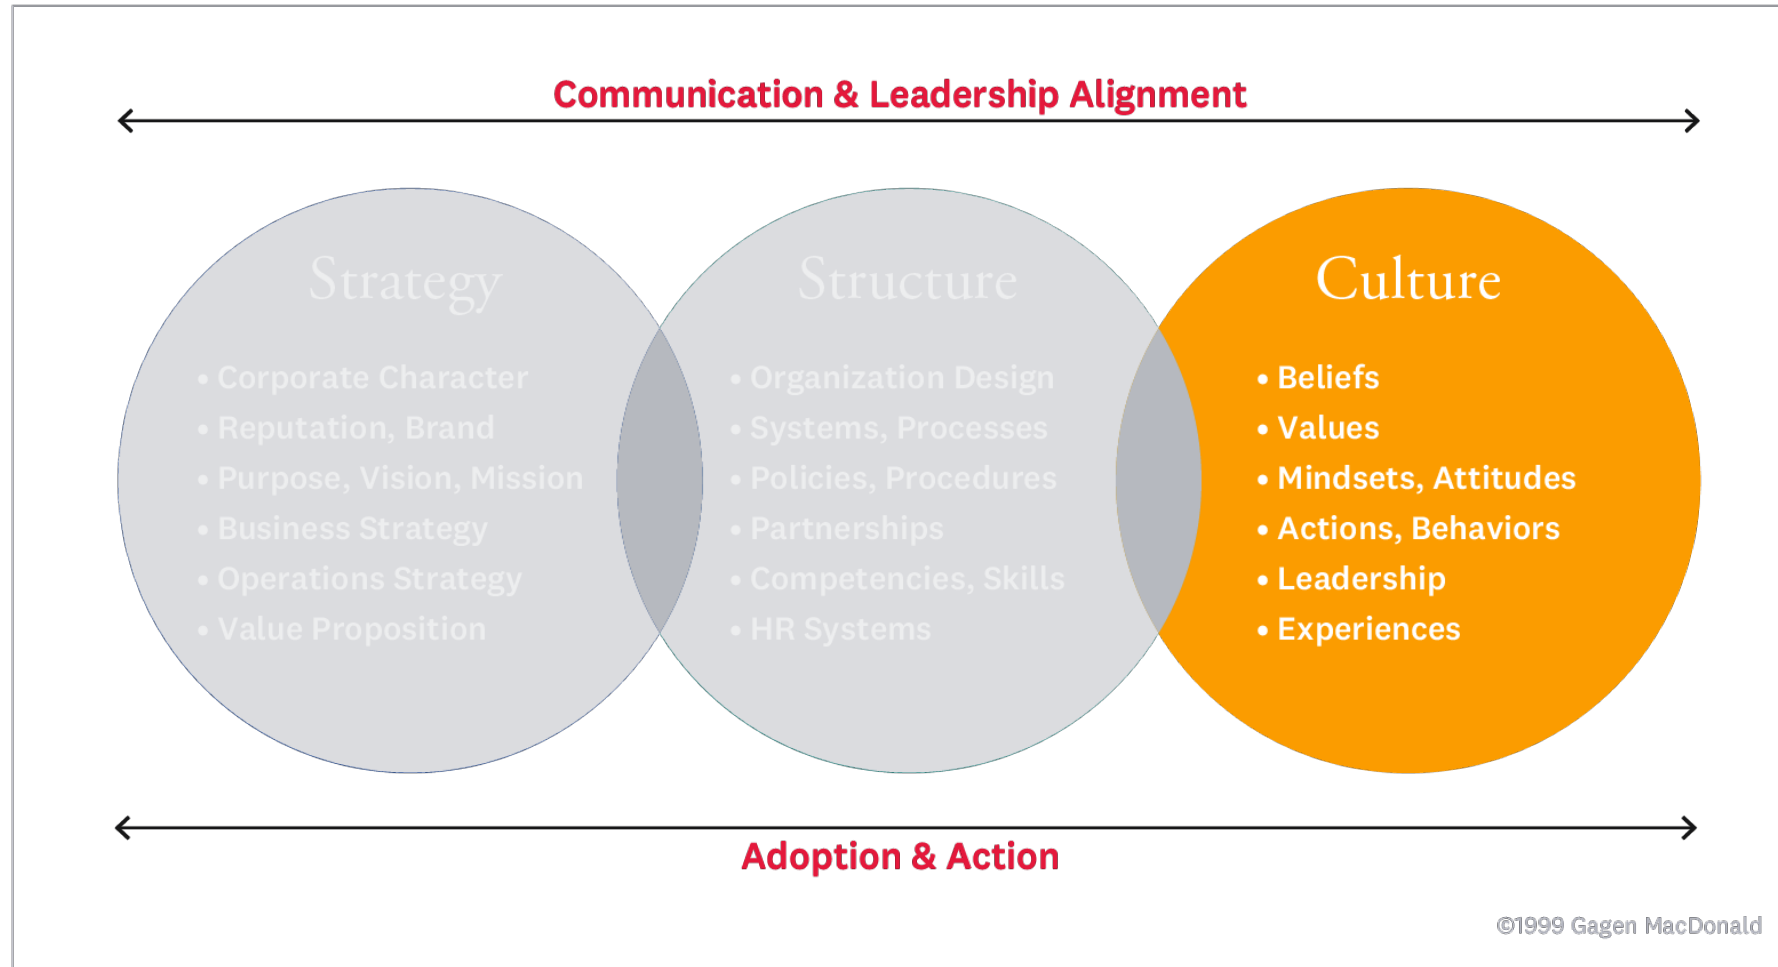 Communication & Leadership Alignment
Strategy
• Corporate Character
• Reputation, Brand
• Purpose, Vision, Mission
• Business Strategy
• Operations Strategy
• Value Proposition
Structure
• Organization Design
• Systems, Processes
• Policies, Procedures
• Partnerships
• Competencies, Skills
• HR Systems
Culture
• Beliefs
• Values
• Mindsets, Attitudes
• Actions, Behaviors
• Leadership
• Experiences
Adoption & Action
©1999 Gagen MacDonald